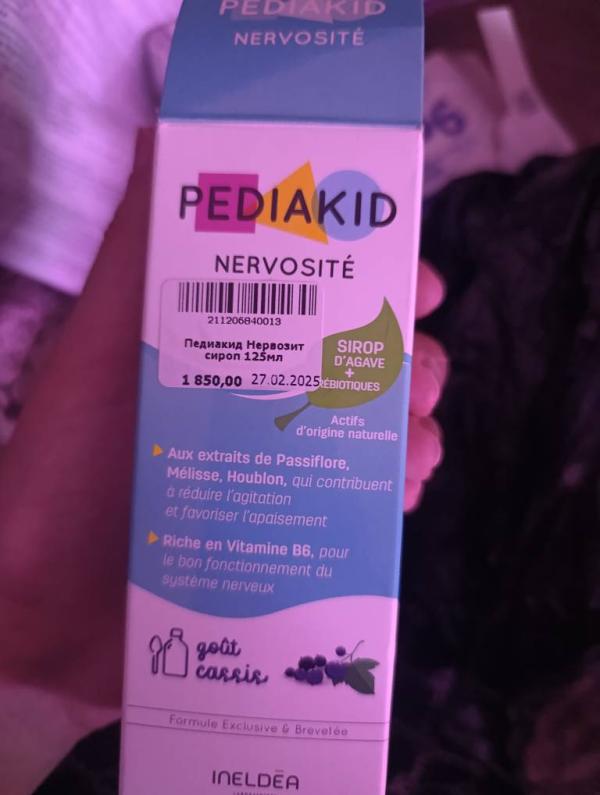 PEDIAKID
NERVOSITÉ
PEDIAKID
NERVOSITÉ
211206840013
Педиакид Нервозит
сироп 125мл
1 850,00 27.02.2025
SIROP
D'AGAVE
+
ÉBIOTIQUES
Actifs
d'origine naturelle
Aux extraits de Passiflore,
Mélisse, Houblon, qui contribuent
à réduire l'agitation
et favoriser l'apaisement
Riche en Vitamine B6, pour
le bon fonctionnement du
système nerveux
goût
cassis
Formule Exclusive & Brevetée
INELDÉA